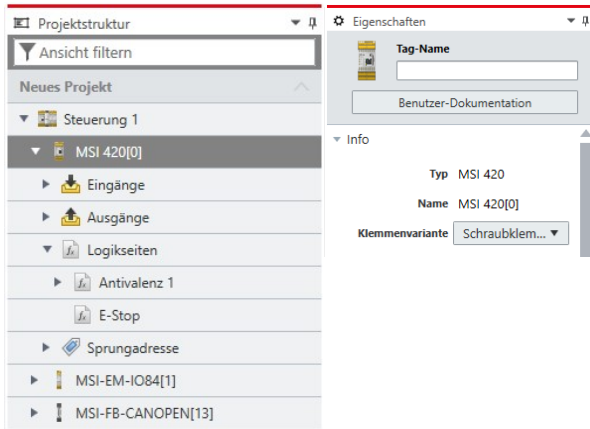 Projektstruktur
Ansicht filtern
Neues Projekt
Steuerung 1
MSI 420[0]
Eingänge
Ausgänge
Logikseiten
Antivalenz 1
E-Stop
Sprungadresse
MSI-EM-IO84[1]
MSI-FB-CANOPEN[13]
Eigenschaften
Tag-Name
Benutzer-Dokumentation
Info
Typ MSI 420
Name MSI 420[0]
Klemmenvariante Schraubklem...